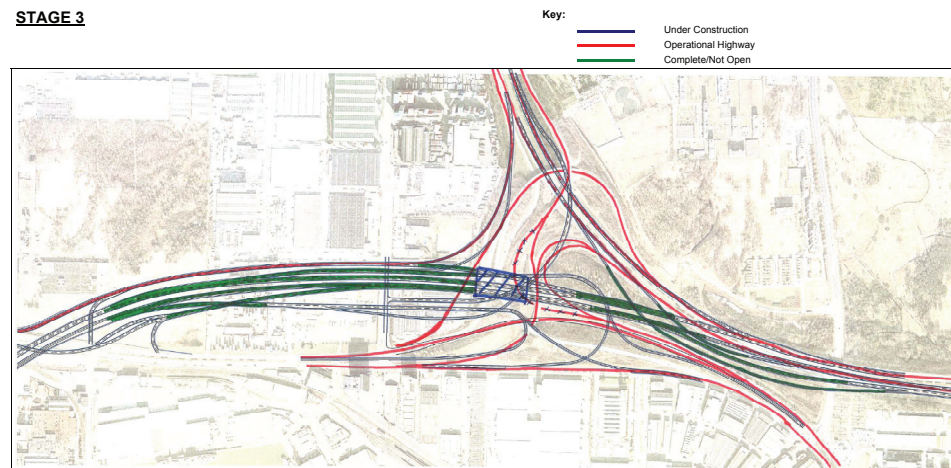 STAGE 3
Key:
Under Construction
Operational Highway
Complete/Not Open